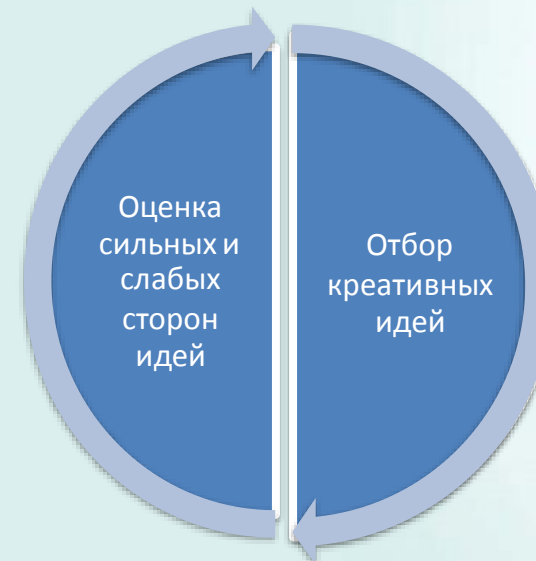 Оценка
сильных и
слабых
сторон
идей
Отбор
креативных
идей